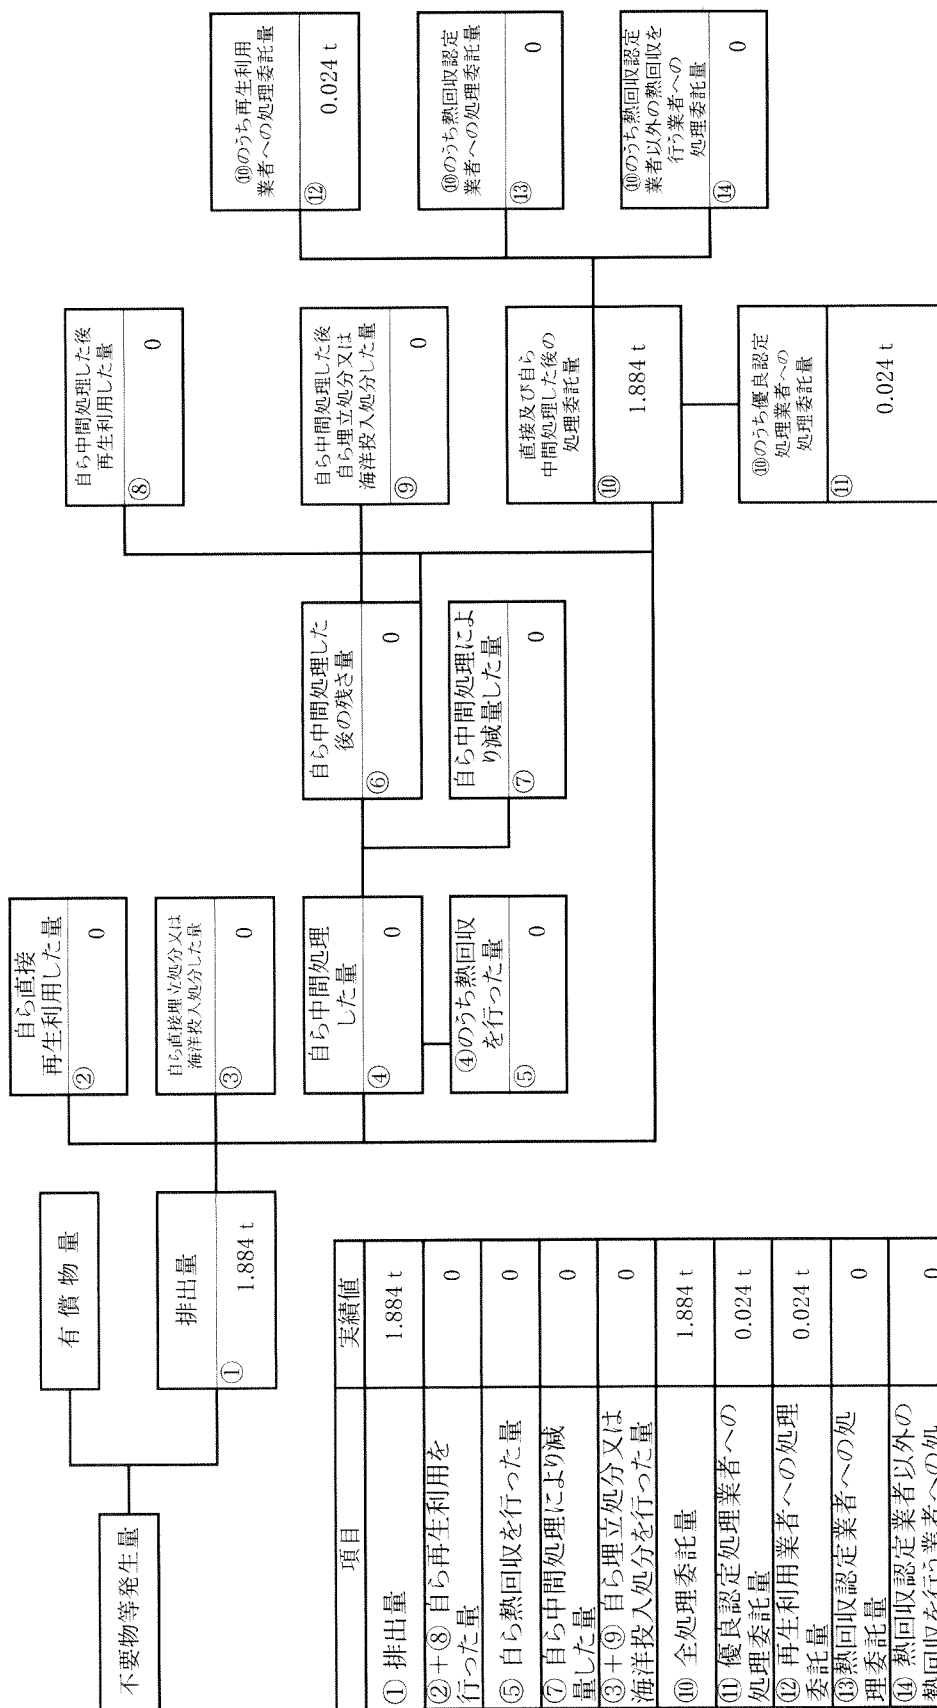 不要物等発生量
有 償 物 量
排出量
①
1.884 t
自ら直接
再生利用した量
②
0
自ら直接埋立処分又は
海洋投入処分した量
③
0
自ら中間処理
した量
④
0
④のうち熱回収
を行った量
⑤
0
自ら中間処理した
後の残さ量
⑥
0
自ら中間処理によ
り減量した量
⑦
0
自ら中間処理した後
再生利用した量
⑧
0
自ら中間処理した後
自ら埋立処分又は
海洋投入処分した量
⑨
0
直接及び自ら
中間処理した後の
処理委託量
⑩
1.884 t
⑩のうち優良認定
処理業者への
処理委託量
⑪
0.024 t
⑩のうち再生利用
業者への処理委託量
⑫
0.024 t
⑩のうち熱回収認定
業者への処理委託量
⑬
0
⑩のうち熱回収認定
業者以外の熱回収を
行う業者への
処理委託量
⑭
0
項目
実績値
① 排出量
1.884 t
②+⑧ 自ら再生利用を
行った量
0
⑤ 自ら熱回収を行った量
0
⑦ 自ら中間処理により減
量した量
0
③+⑨ 自ら埋立処分又は
海洋投入処分を行った量
0
⑩ 全処理委託量
1.884 t
⑪ 優良認定処理業者への
処理委託量
0.024 t
⑫ 再生利用業者への処理
委託量
0.024 t
⑬熱回収認定業者への処
理委託量
0
⑭ 熱回収認定業者以外の
熱回収を行う業者への処
0